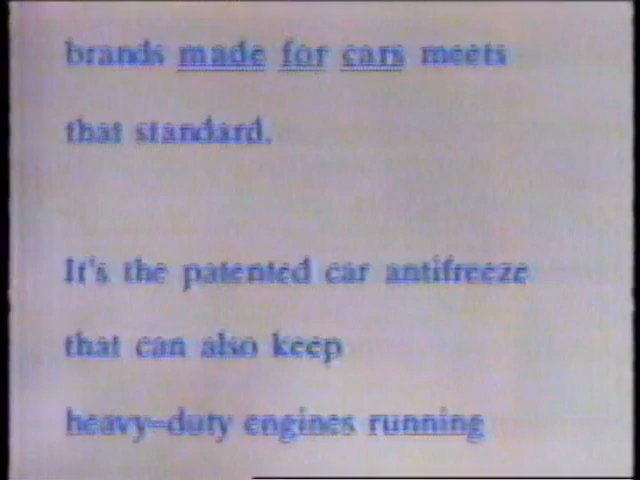 brands made for cars meets
that standard.
It's the patented car antifreeze
that can also keep
heavy-duty engines running